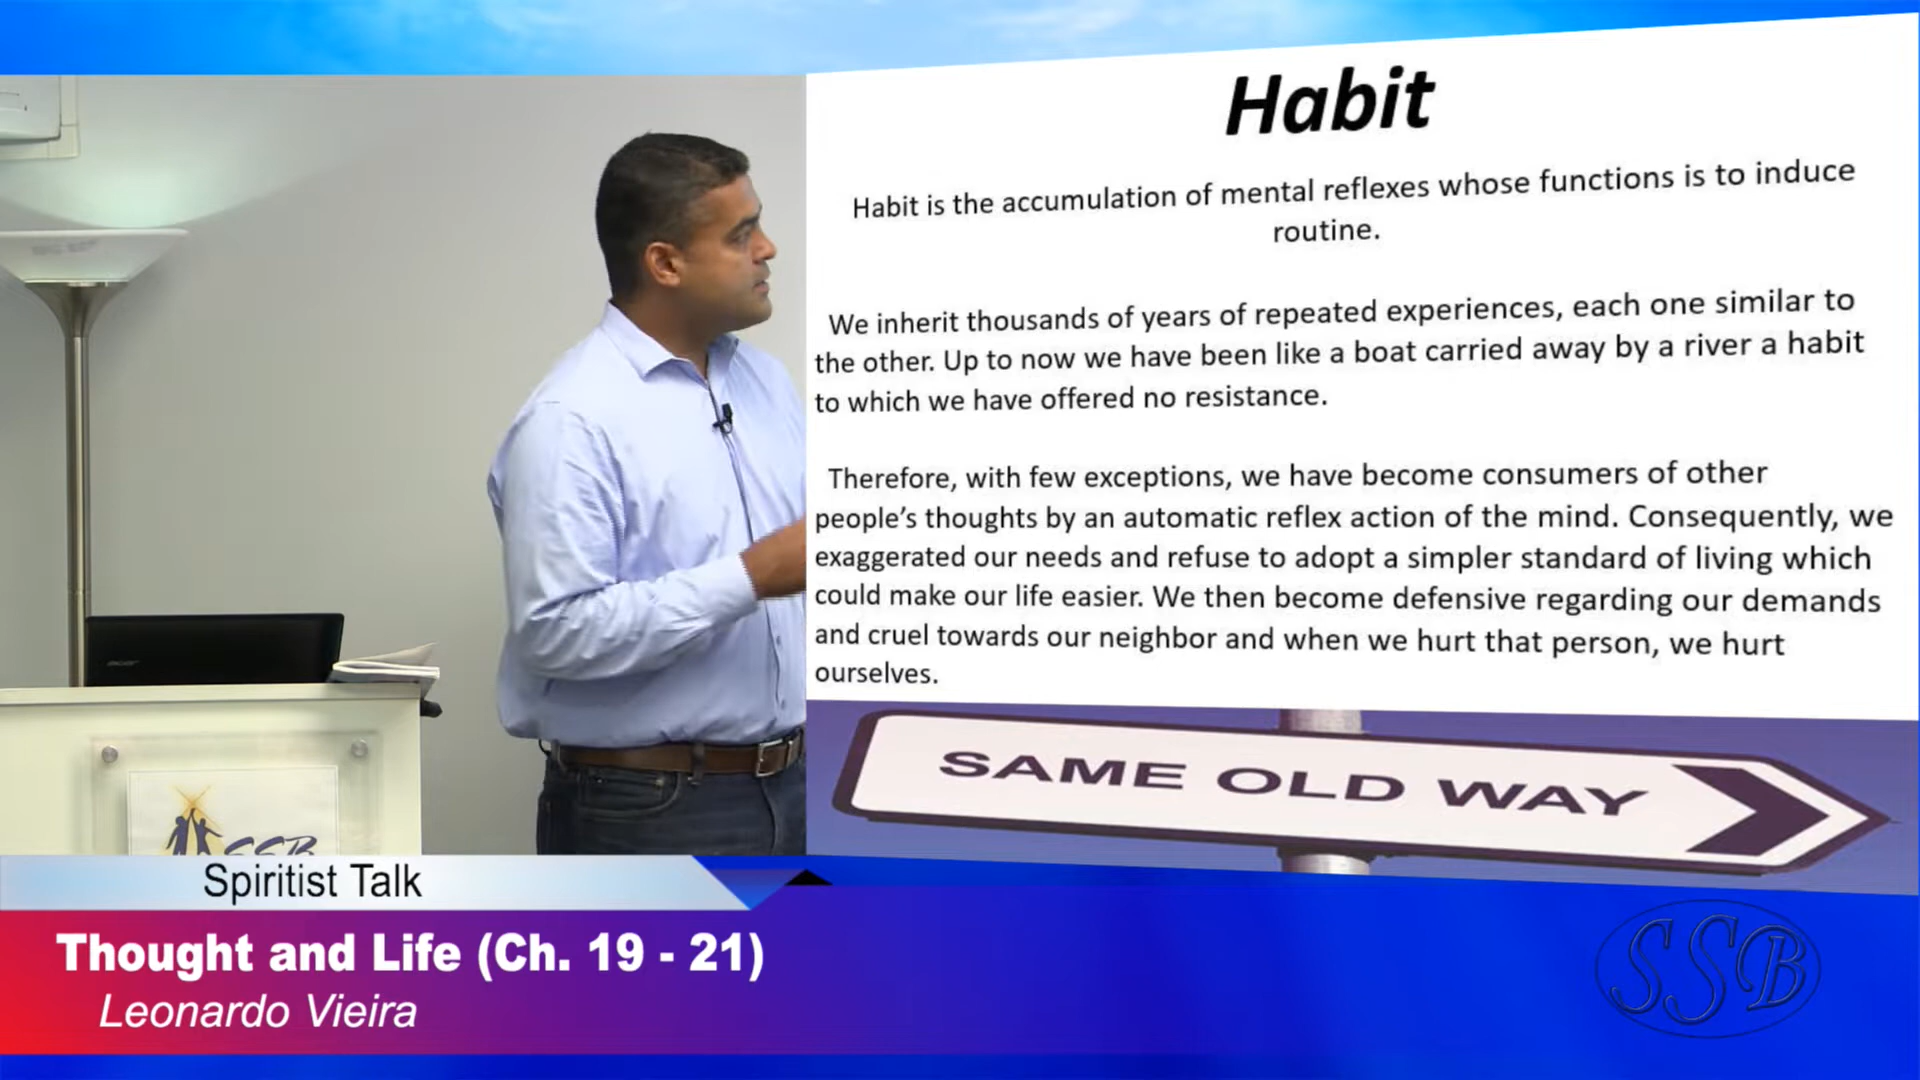 Habit
Habit is the accumulation of mental reflexes whose functions is to induce
routine.
We inherit thousands of years of repeated experiences, each one similar to
the other. Up to now we have been like a boat carried away by a river a habit
to which we have offered no resistance.
Therefore, with few exceptions, we have become consumers of other
people's thoughts by an automatic reflex action of the mind. Consequently, we
exaggerated our needs and refuse to adopt a simpler standard of living which
could make our life easier. We then become defensive regarding our demands
and cruel towards our neighbor and when we hurt that person, we hurt
ourselves.
SAME OLD WAY
acer
SSB
Spiritist Talk
Thought and Life (Ch. 19 - 21)
Leonardo Vieira
SSB